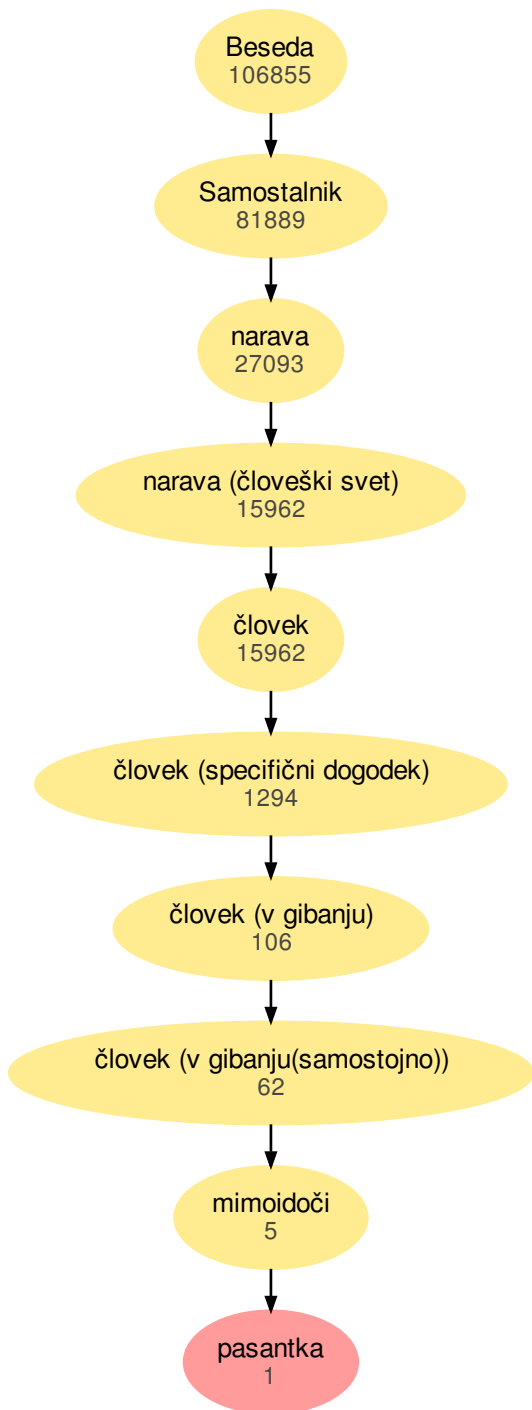 Beseda
106855
Samostalnik
81889
narava
27093
narava (človeški svet)
15962
človek
15962
človek (specifični dogodek)
1294
človek (v gibanju)
106
človek (v gibanju(samostojno))
62
mimoidoči
5
pasantka
1